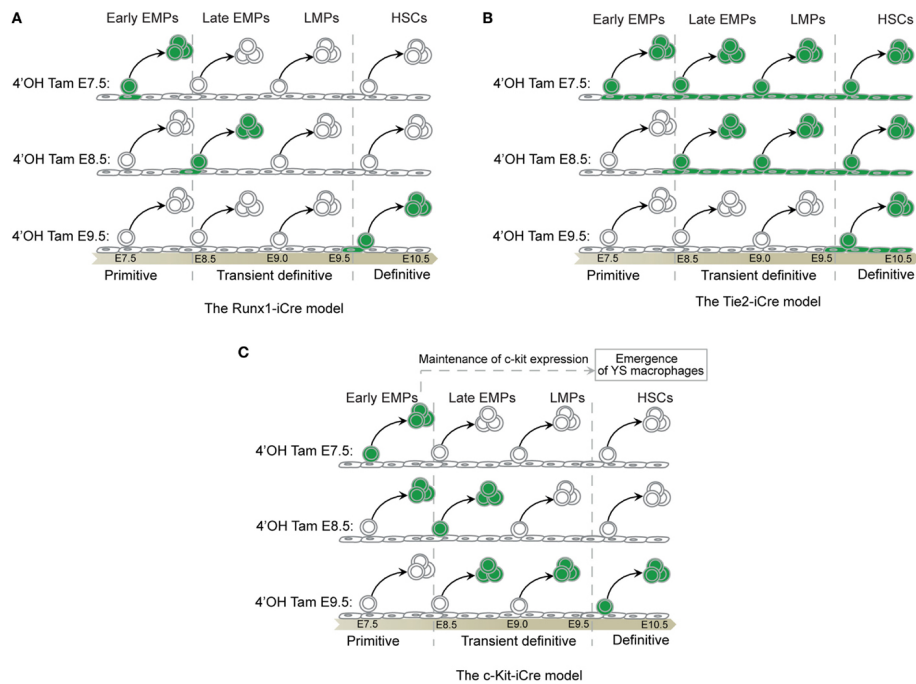 A
Early EMPs Late EMPs LMPs HSCs
4'OH Tam E7.5:
4'OH Tam E8.5:
4'OH Tam E9.5:
E7.5 E8.5 E9.0 E9.5 E10.5
Primitive Transient definitive Definitive
The Runx1-iCre model
B
Early EMPs Late EMPs LMPs HSCs
4'OH Tam E7.5:
4'OH Tam E8.5:
4'OH Tam E9.5:
E7.5 E8.5 E9.0 E9.5 E10.5
Primitive Transient definitive Definitive
The Tie2-iCre model
C
Maintenance of c-kit expression
Emergence
of YS macrophages
Early EMPs Late EMPs LMPs HSCs
4'OH Tam E7.5:
4'OH Tam E8.5:
4'OH Tam E9.5:
E7.5 E8.5 E9.0 E9.5 E10.5
Primitive Transient definitive Definitive
The c-Kit-iCre model